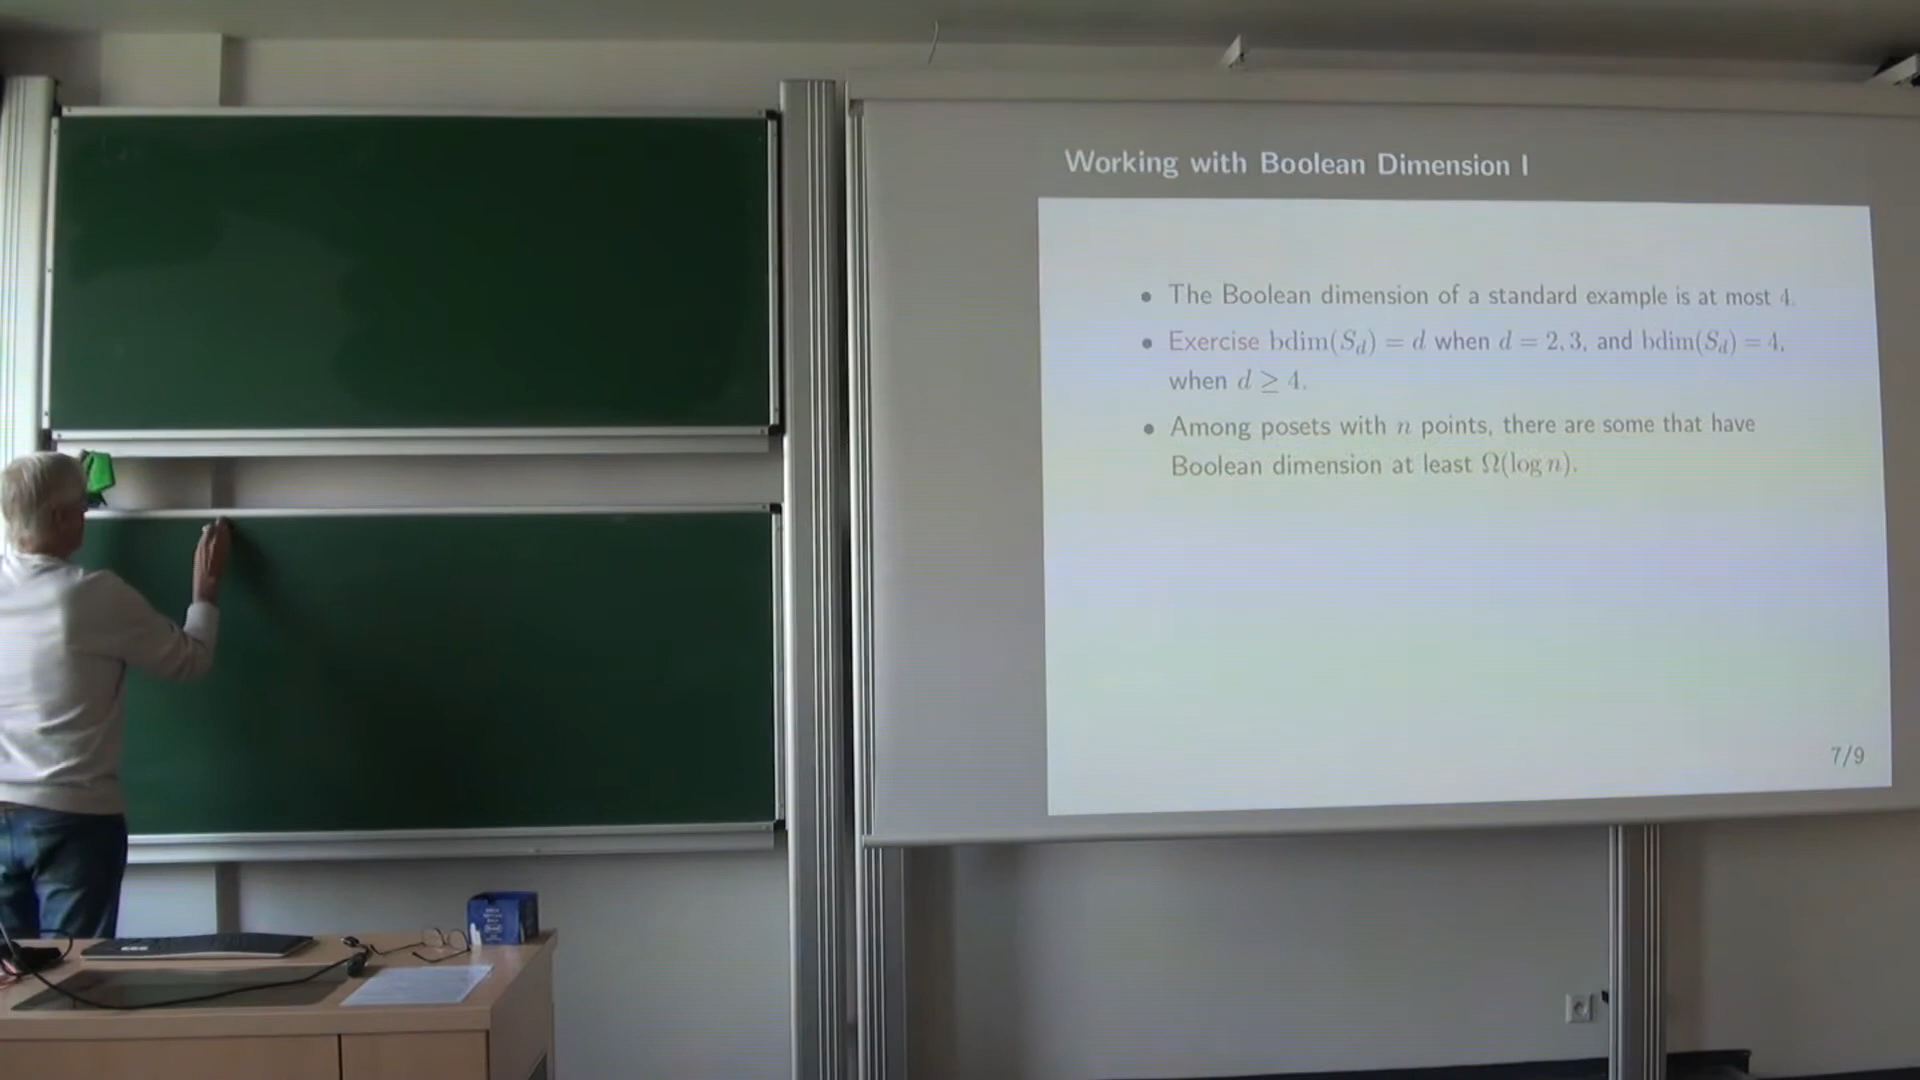 Working with Boolean Dimension I
• The Boolean dimension of a standard example is at most 4.
• Exercise bdim(S_d) = d when d = 2, 3, and bdim(S_d) = 4,
when d ≥ 4.
• Among posets with n points, there are some that have
Boolean dimension at least Ω(log n).
7/9